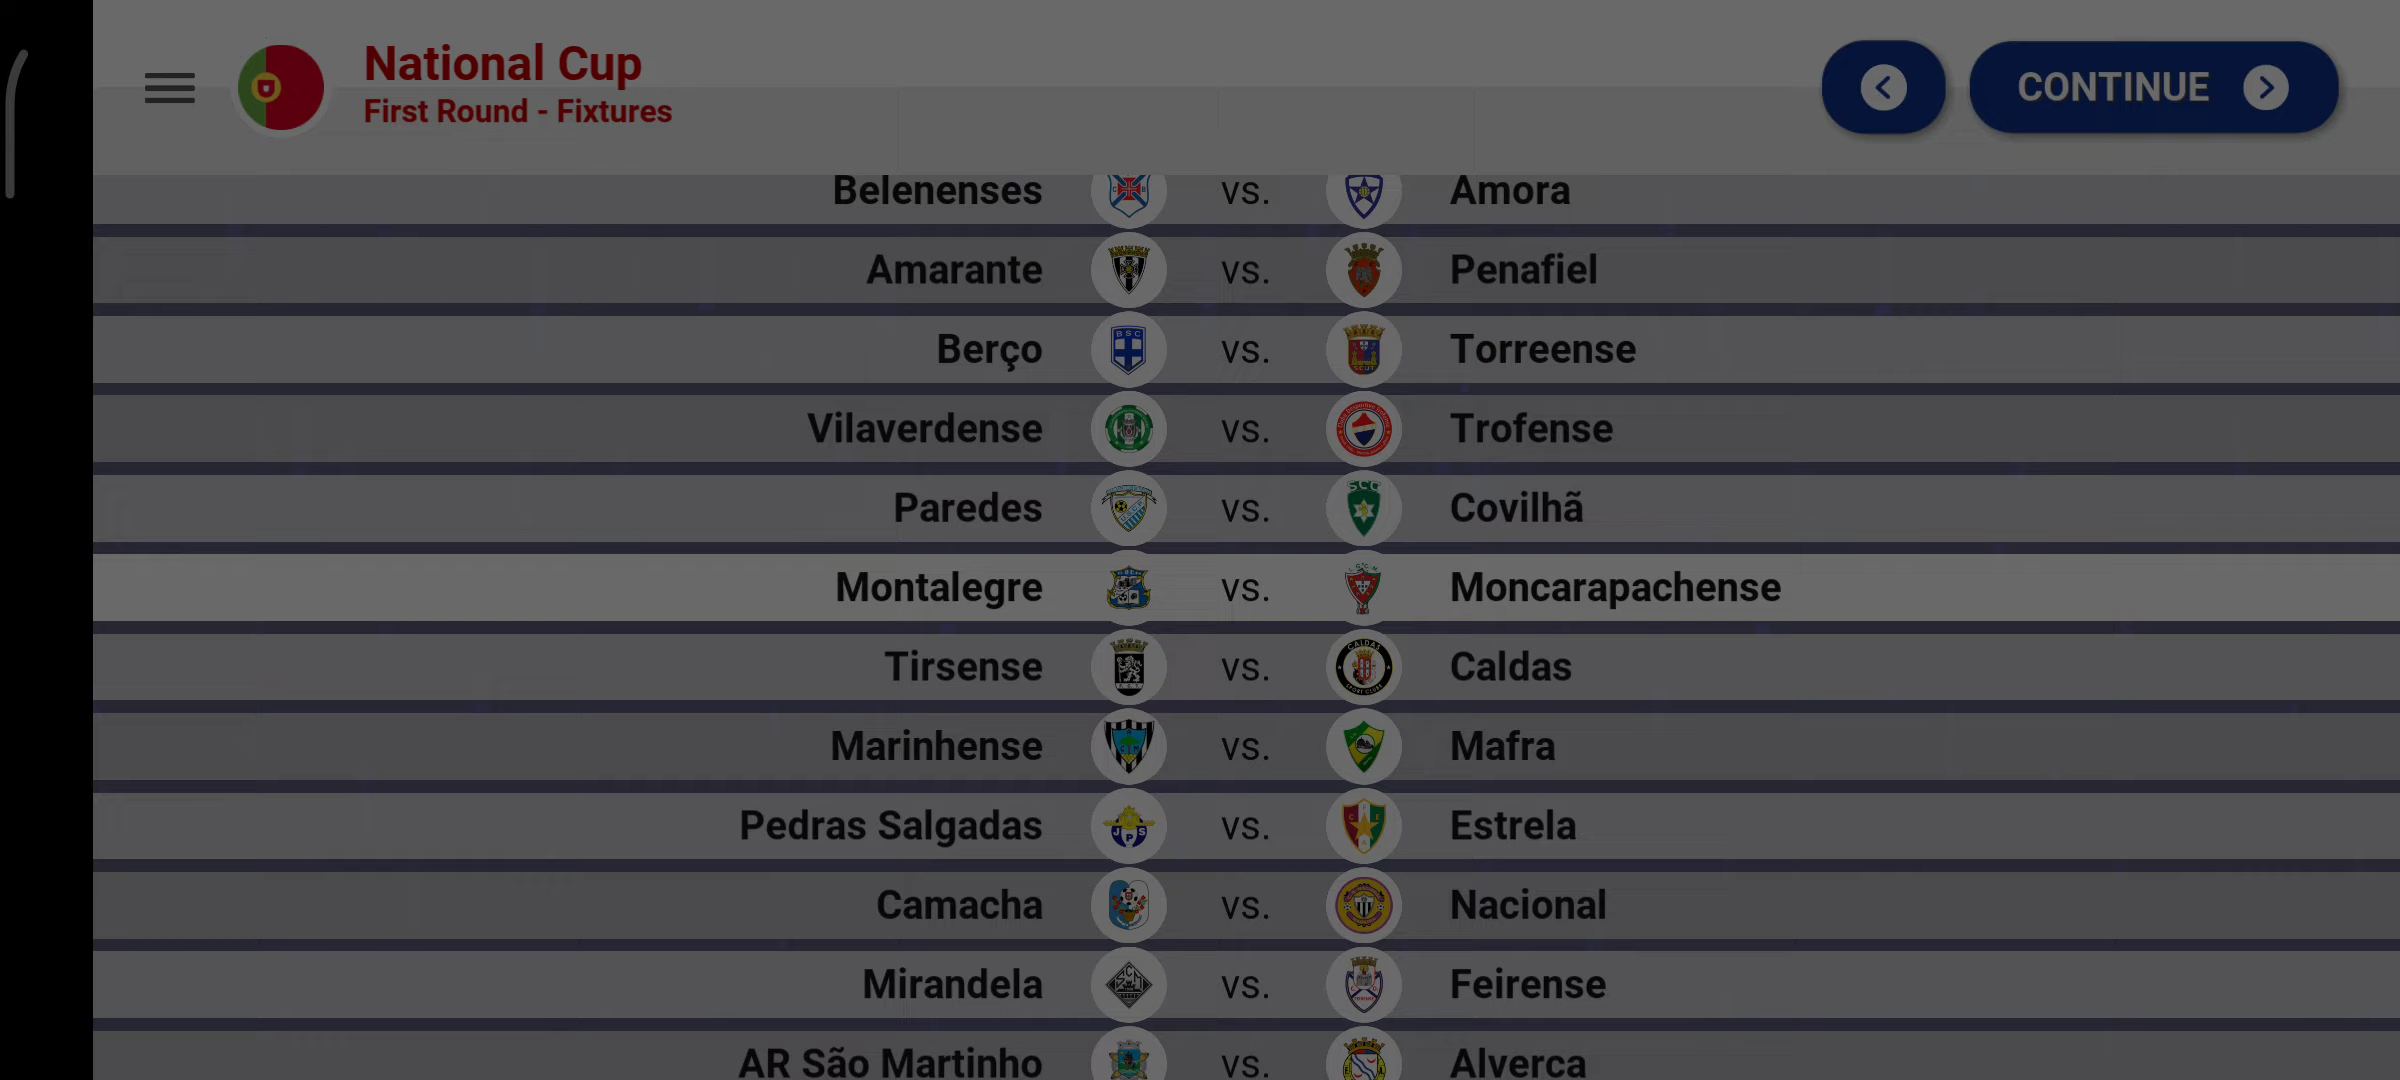 National Cup
First Round - Fixtures
CONTINUE
Belenenses vs. Amora
Amarante vs. Penafiel
Berço vs. Torreense
Vilaverdense vs. Trofense
Paredes vs. Covilhã
Montalegre vs. Moncarapachense
Tirsense vs. Caldas
Marinhense vs. Mafra
Pedras Salgadas vs. Estrela
Camacha vs. Nacional
Mirandela vs. Feirense
AR São Martinho vs. Alverca